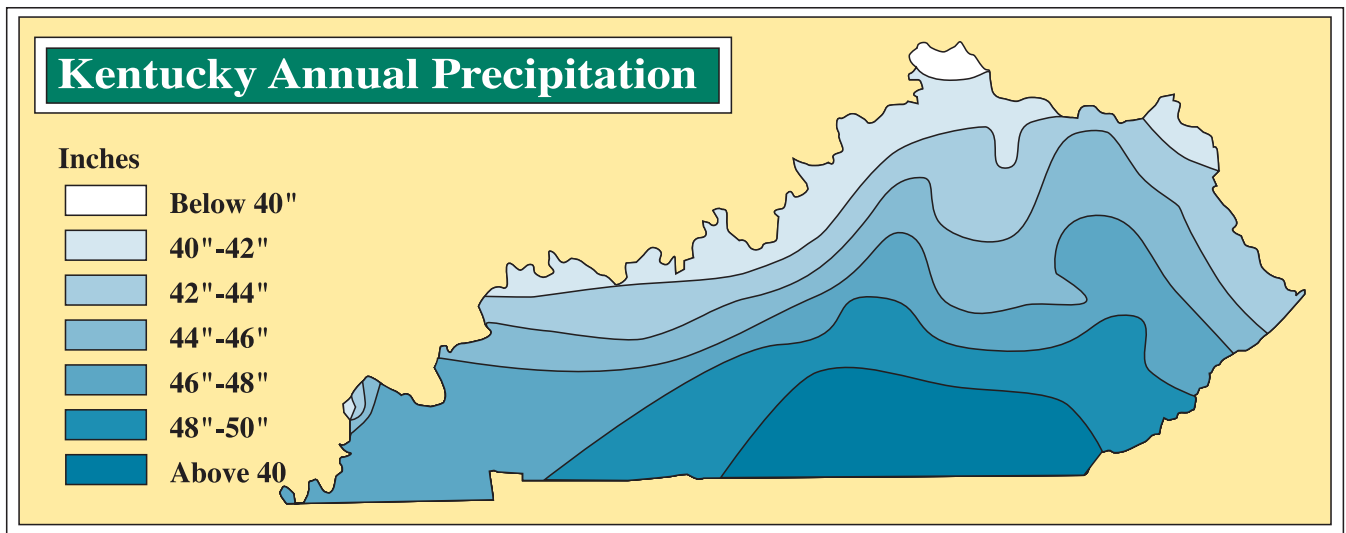 Kentucky Annual Precipitation
Inches
Below 40"
40"-42"
42"-44"
44"-46"
46"-48"
48"-50"
Above 40